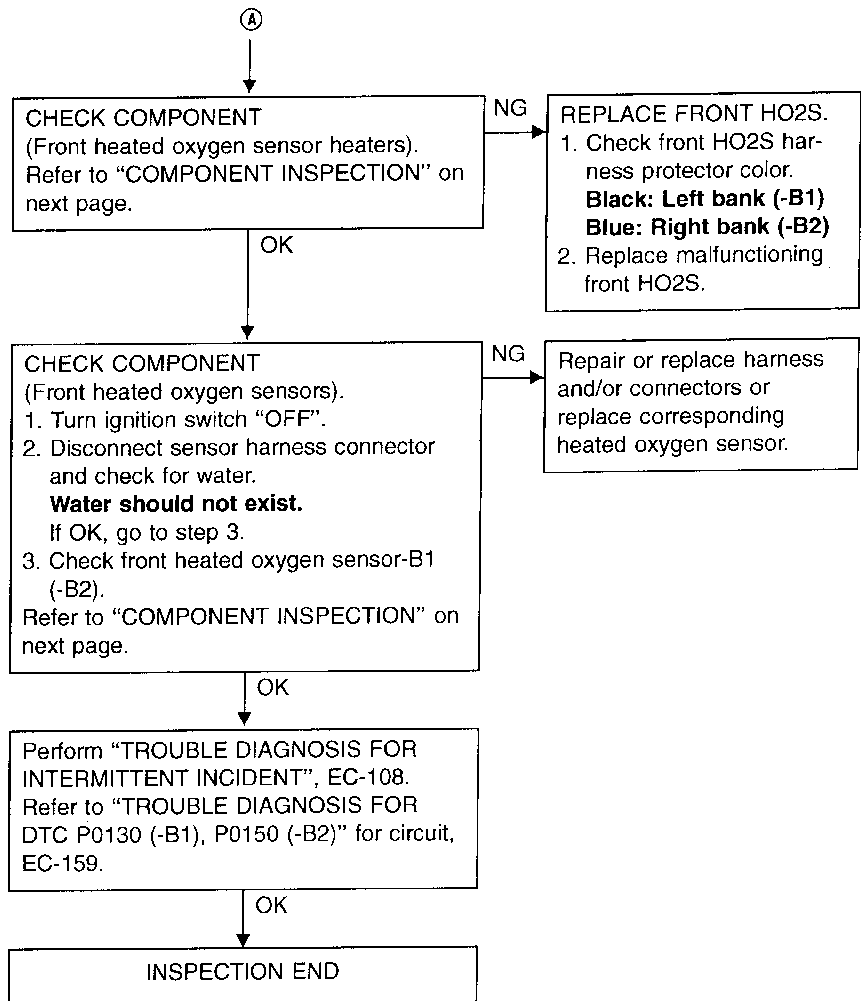 A
CHECK COMPONENT
(Front heated oxygen sensor heaters).
Refer to “COMPONENT INSPECTION” on
next page.
NG
REPLACE FRONT HO2S.
1. Check front HO2S har-
ness protector color.
Black: Left bank (-B1)
Blue: Right bank (-B2)
2. Replace malfunctioning
front HO2S.
OK
CHECK COMPONENT
(Front heated oxygen sensors).
1. Turn ignition switch “OFF”.
2. Disconnect sensor harness connector
and check for water.
Water should not exist.
If OK, go to step 3.
3. Check front heated oxygen sensor-B1
(-B2).
Refer to “COMPONENT INSPECTION” on
next page.
NG
Repair or replace harness
and/or connectors or
replace corresponding
heated oxygen sensor.
OK
Perform “TROUBLE DIAGNOSIS FOR
INTERMITTENT INCIDENT”, EC-108.
Refer to “TROUBLE DIAGNOSIS FOR
DTC P0130 (-B1), P0150 (-B2)” for circuit,
EC-159.
OK
INSPECTION END